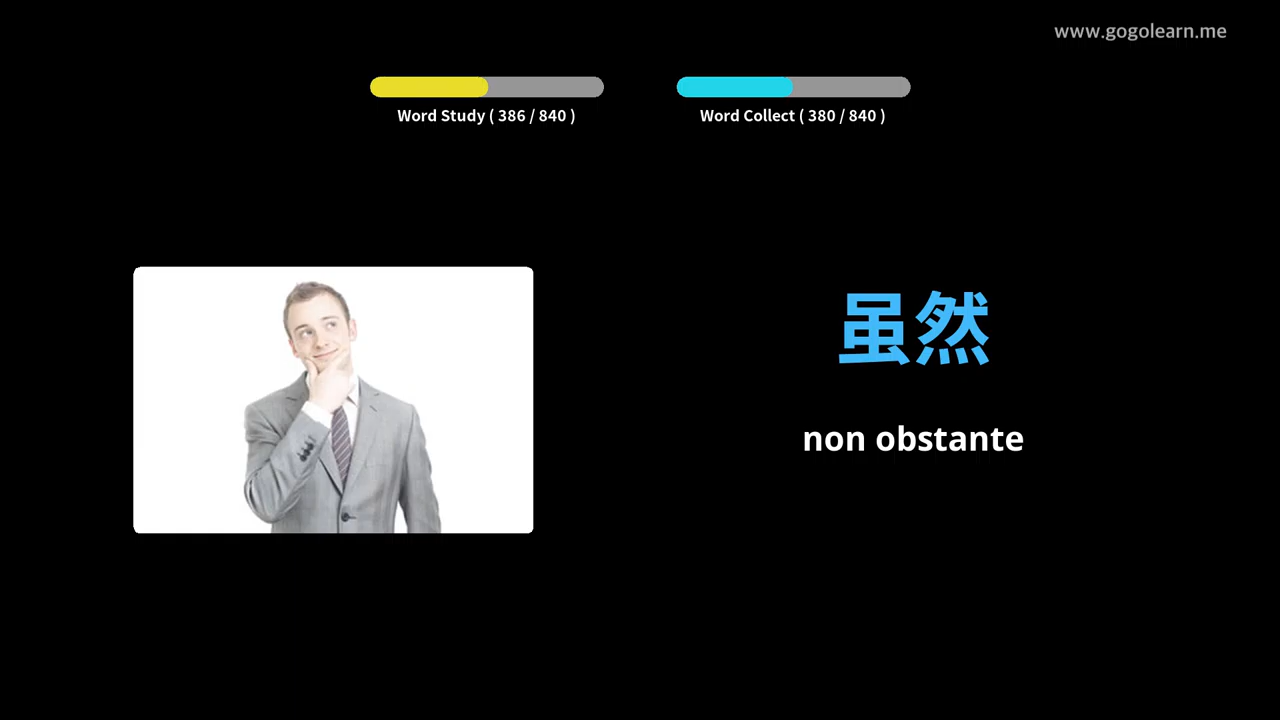 www.gogolearn.me
Word Study ( 386 / 840 )
Word Collect ( 380 / 840 )
虽然
non obstante